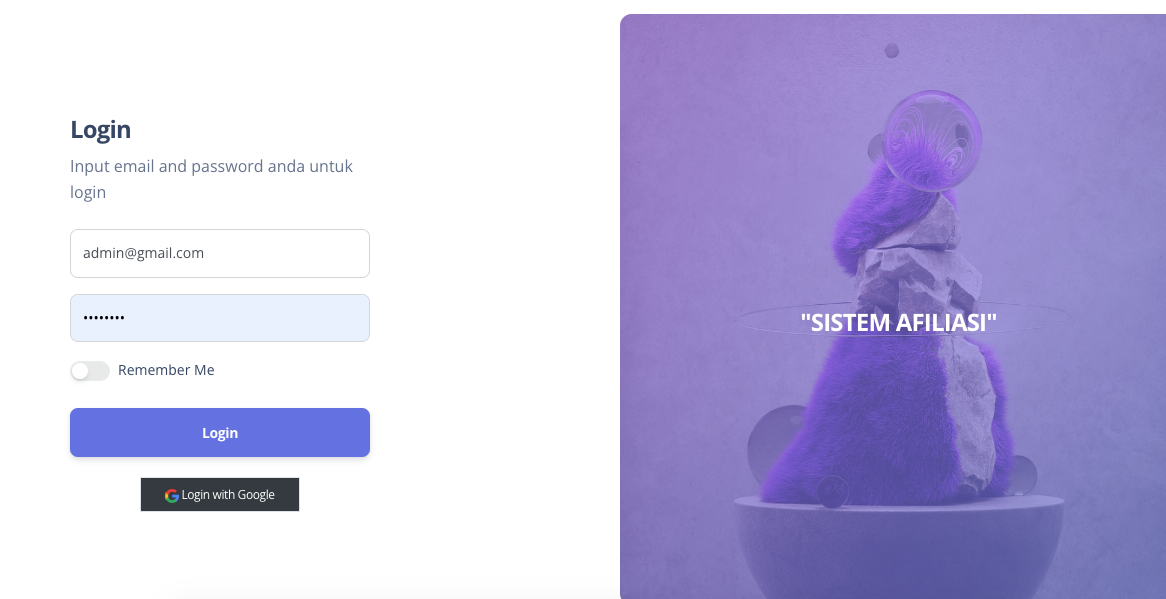 Login
Input email and password anda untuk
login
admin@gmail.com
••••••••
Remember Me
Login
Login with Google
"SISTEM AFILIASI"